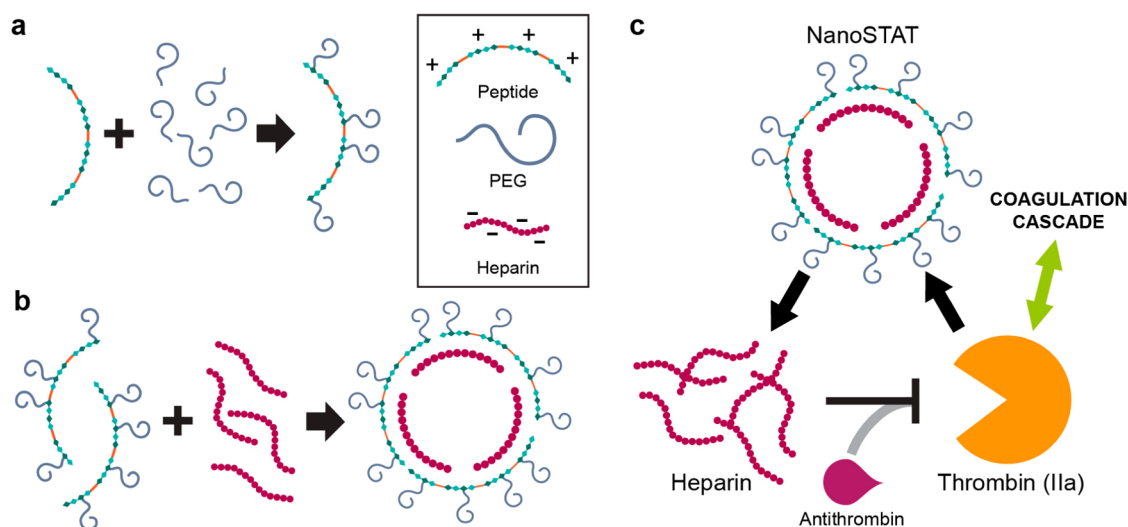 a
+ + + +
Peptide
PEG
– – – –
Heparin
b
c
NanoSTAT
COAGULATION
CASCADE
Heparin
Antithrombin
Thrombin (IIa)